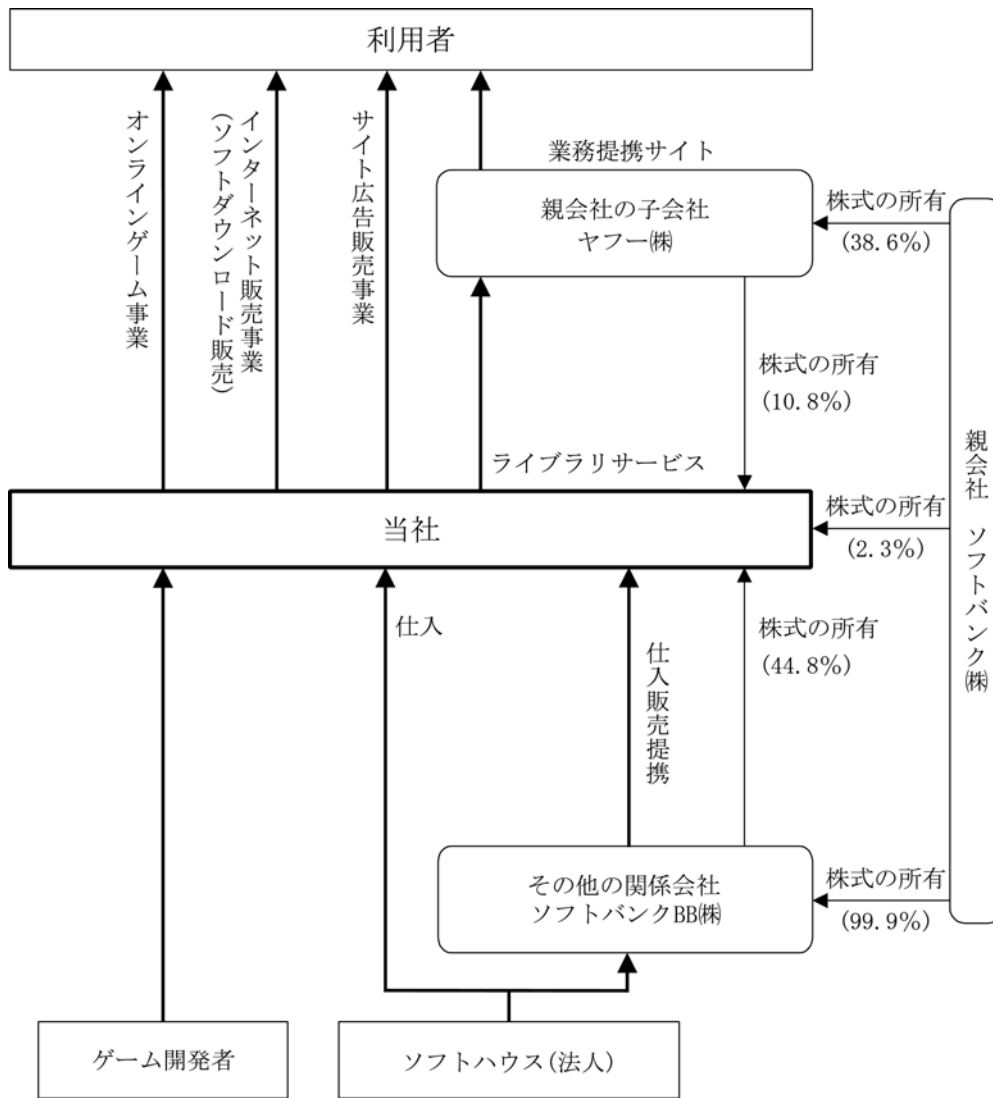 利用者
オンラインゲーム事業
インターネット販売事業
(ソフトダウンロード販売)
サイト広告販売事業
業務提携サイト
親会社の子会社
ヤフー㈱
株式の所有
(38.6%)
株式の所有
(10.8%)
ライブラリサービス
当社
株式の所有
(2.3%)
親会社 ソフトバンク㈱
仕入
仕入販売提携
株式の所有
(44.8%)
その他の関係会社
ソフトバンクBB㈱
株式の所有
(99.9%)
ゲーム開発者
ソフトハウス(法人)